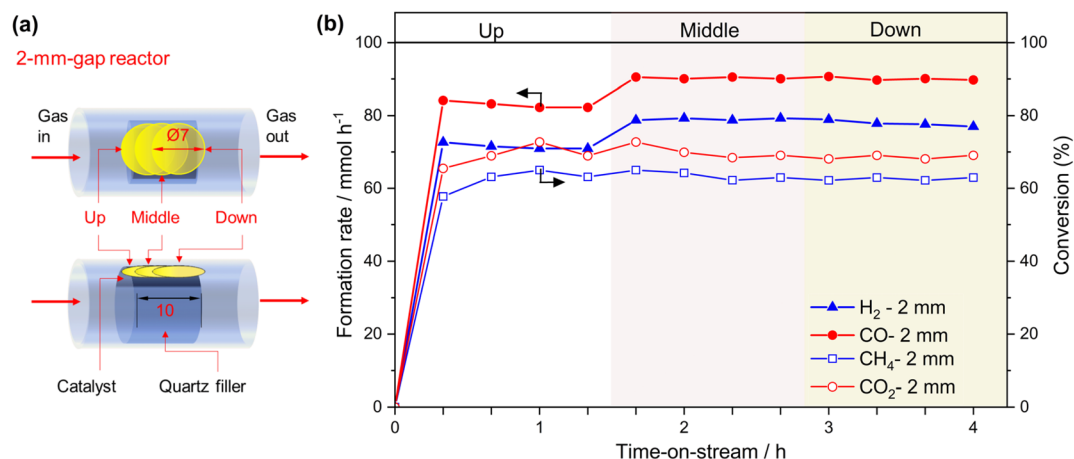 (a)
2-mm-gap reactor
Gas in
Gas out
Ø7
Up
Middle
Down
10
Catalyst
Quartz filler
(b)
Up
Middle
Down
Formation rate / mmol h⁻¹
100
80
60
40
20
0
100
80
60
40
20
0
Conversion (%)
H₂ - 2 mm
CO- 2 mm
CH₄- 2 mm
CO₂- 2 mm
0
1
2
3
4
Time-on-stream / h